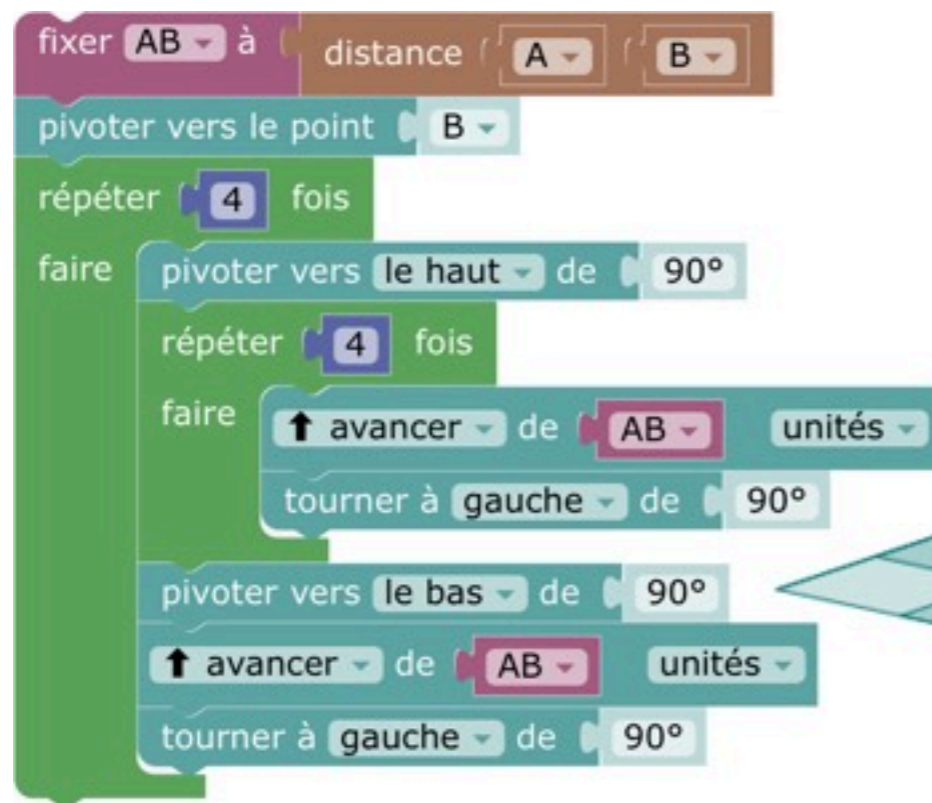 fixer AB à distance A B
pivoter vers le point B
répéter 4 fois
faire pivoter vers le haut de 90°
répéter 4 fois
faire avancer de AB unités
tourner à gauche de 90°
pivoter vers le bas de 90°
avancer de AB unités
tourner à gauche de 90°